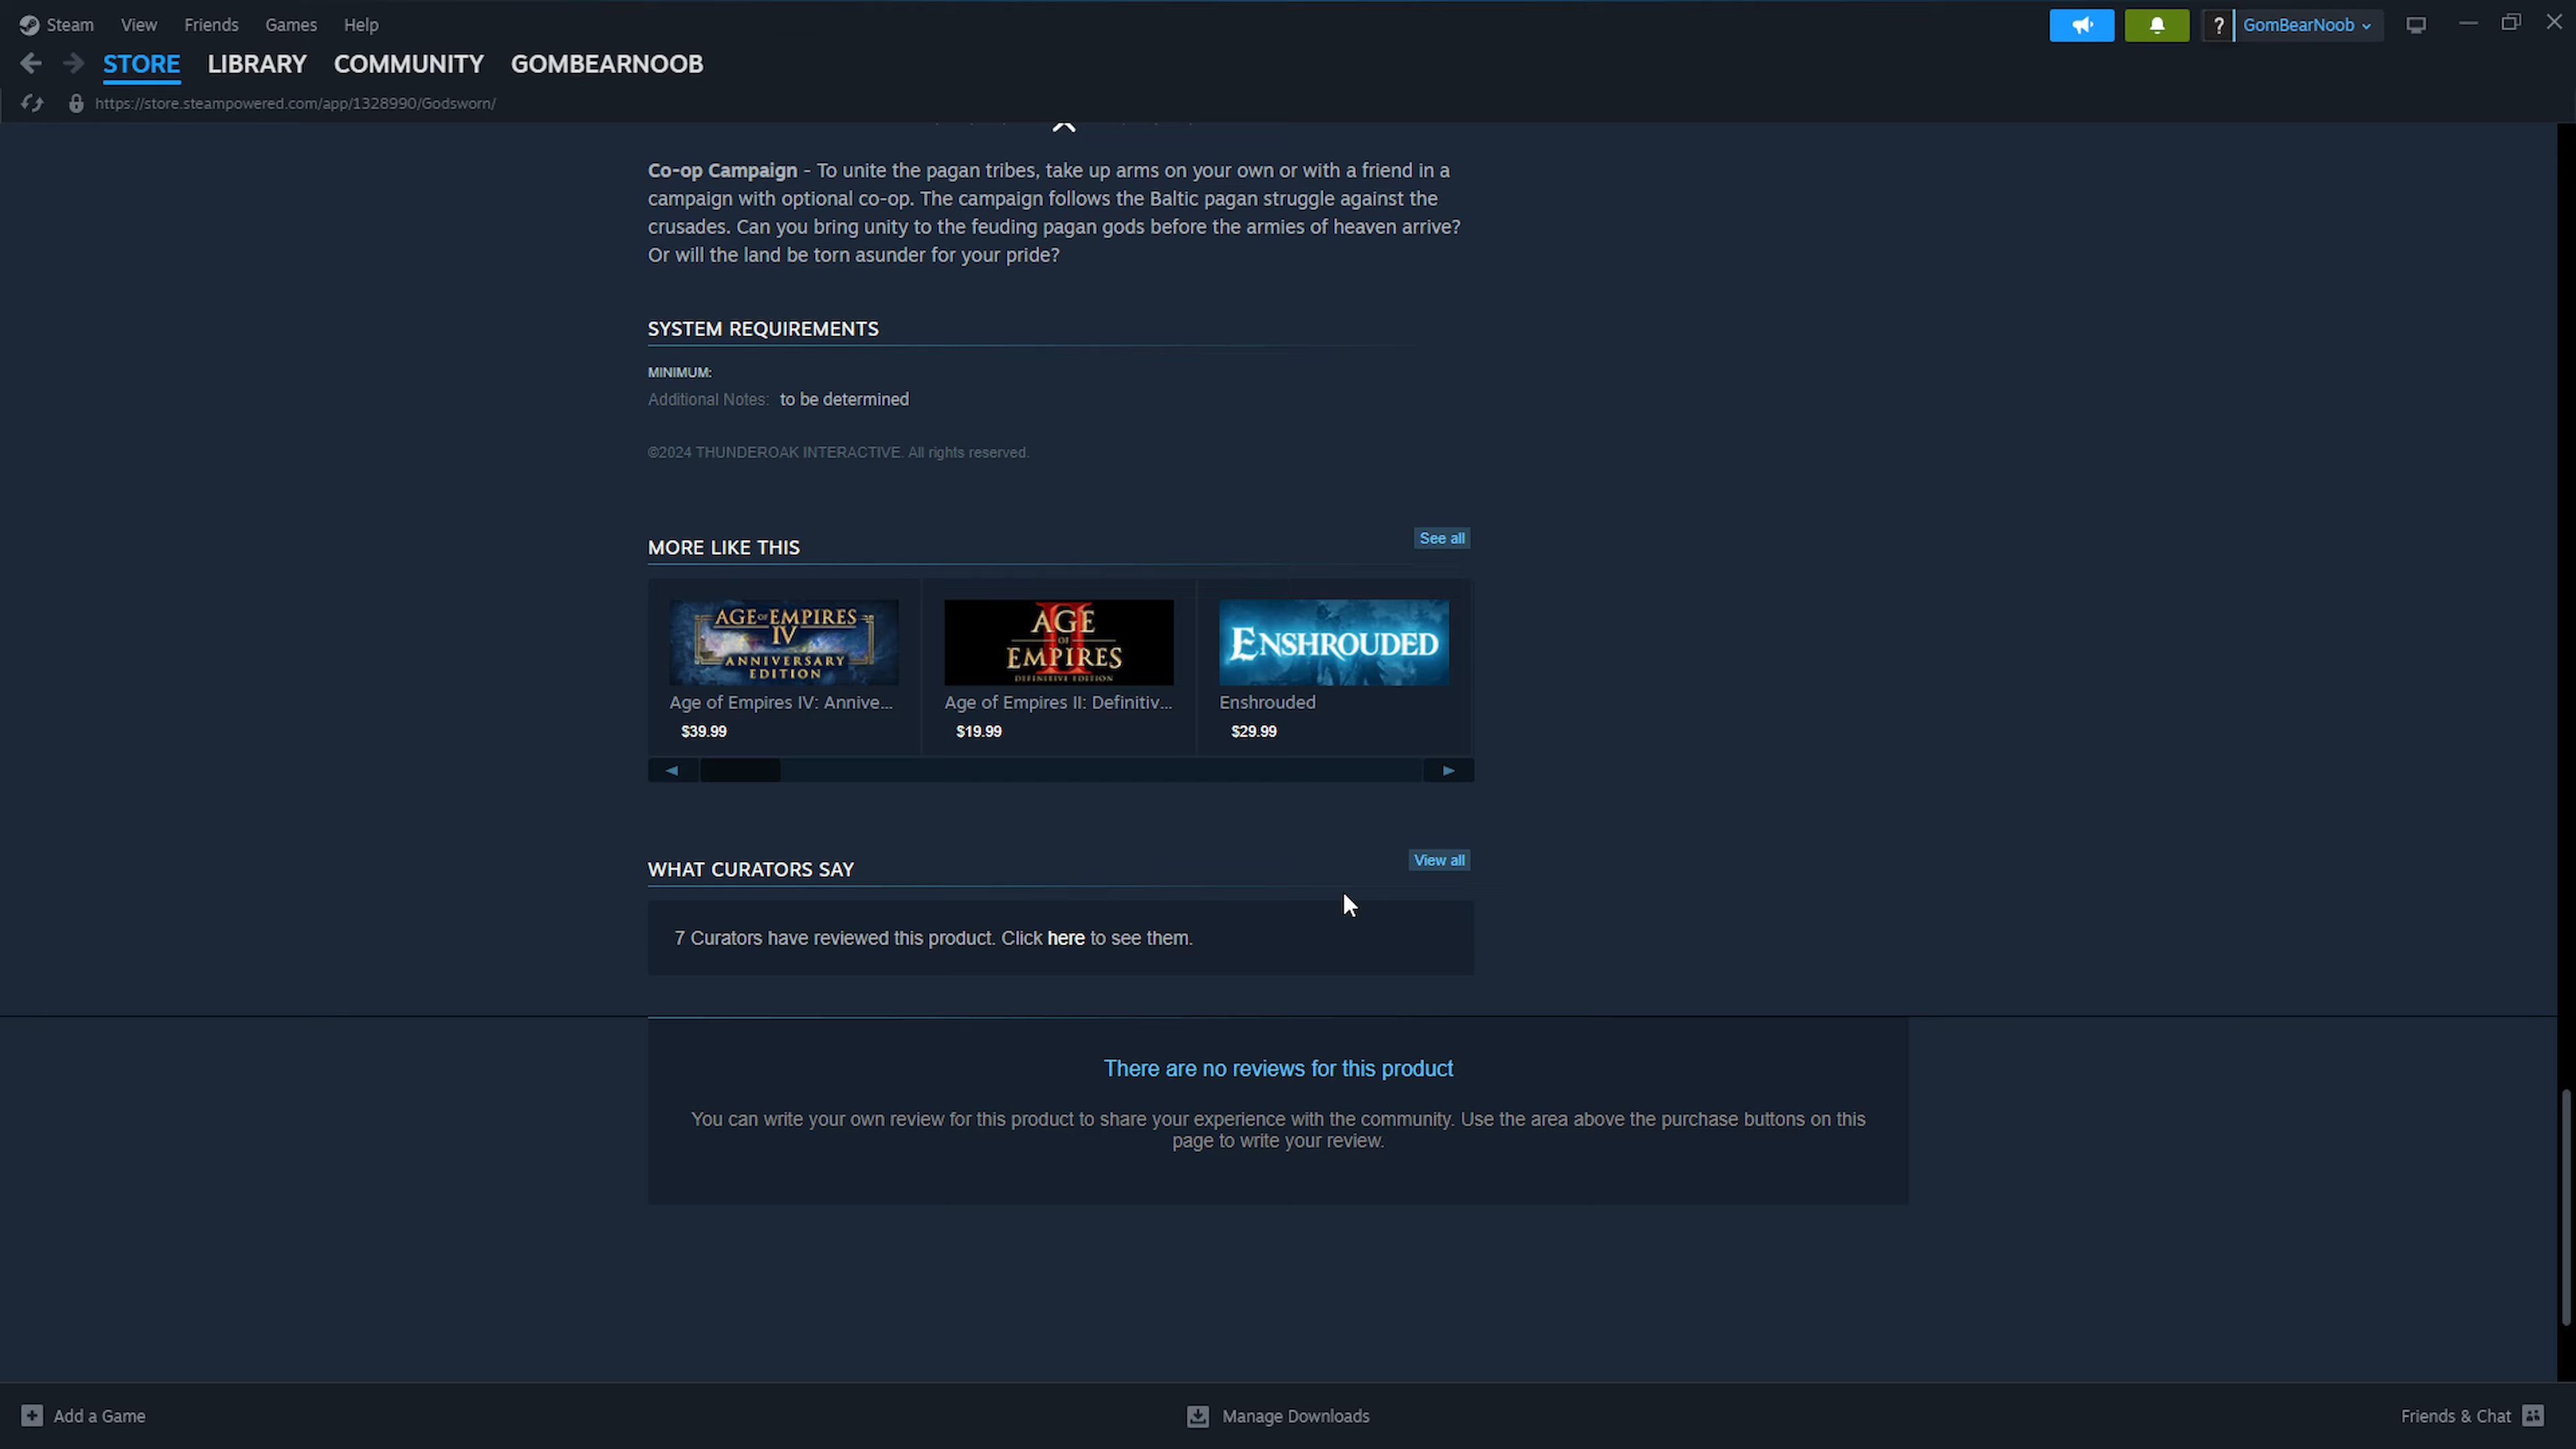 Steam View Friends Games Help
? GomBearNoob
STORE LIBRARY COMMUNITY GOMBEARNOOB
https://store.steampowered.com/app/1328990/Godsworn/
Co-op Campaign - To unite the pagan tribes, take up arms on your own or with a friend in a
campaign with optional co-op. The campaign follows the Baltic pagan struggle against the
crusades. Can you bring unity to the feuding pagan gods before the armies of heaven arrive?
Or will the land be torn asunder for your pride?
SYSTEM REQUIREMENTS
MINIMUM:
Additional Notes: to be determined
©2024 THUNDEROAK INTERACTIVE. All rights reserved.
MORE LIKE THIS
See all
AGE OF EMPIRES
IV
ANNIVERSARY
EDITION
Age of Empires IV: Annive...
$39.99
AGE
OF
II
EMPIRES
DEFINITIVE EDITION
Age of Empires II: Definitiv...
$19.99
ENSHROUDED
Enshrouded
$29.99
WHAT CURATORS SAY
View all
7 Curators have reviewed this product. Click here to see them.
There are no reviews for this product
You can write your own review for this product to share your experience with the community. Use the area above the purchase buttons on this
page to write your review.
Add a Game
Manage Downloads
Friends & Chat